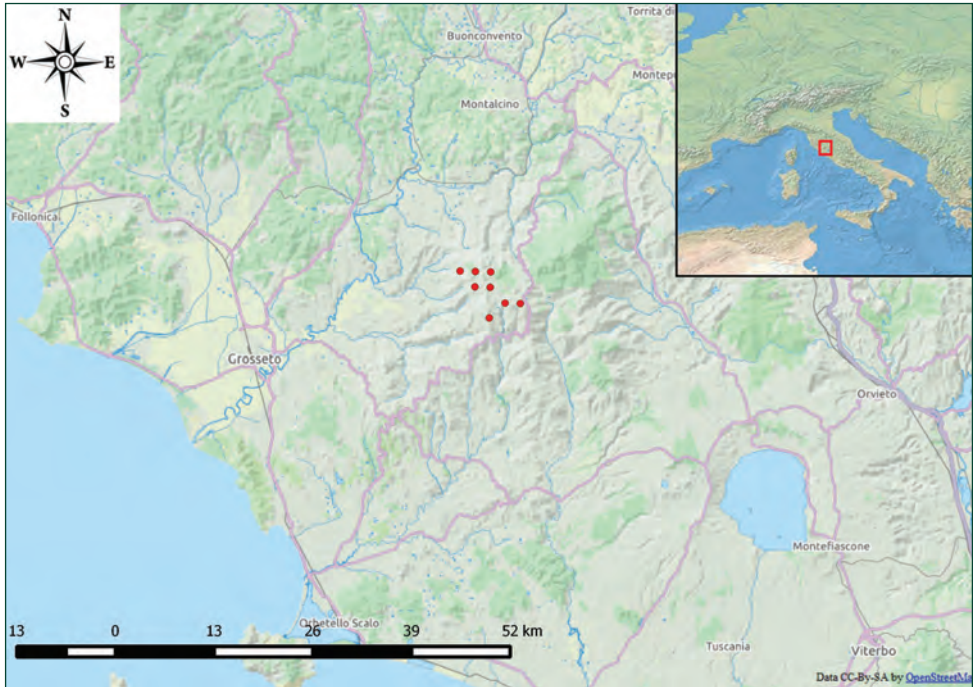 N
W E
S
Buonconvento
Torrita di
Montep
Montalcino
Follonica
Grosseto
Orvieto
Montefiascone
Orbetello Scalo
Tuscania
Viterbo
13 0 13 26 39 52 km
Data CC-By-SA by OpenStreetMa